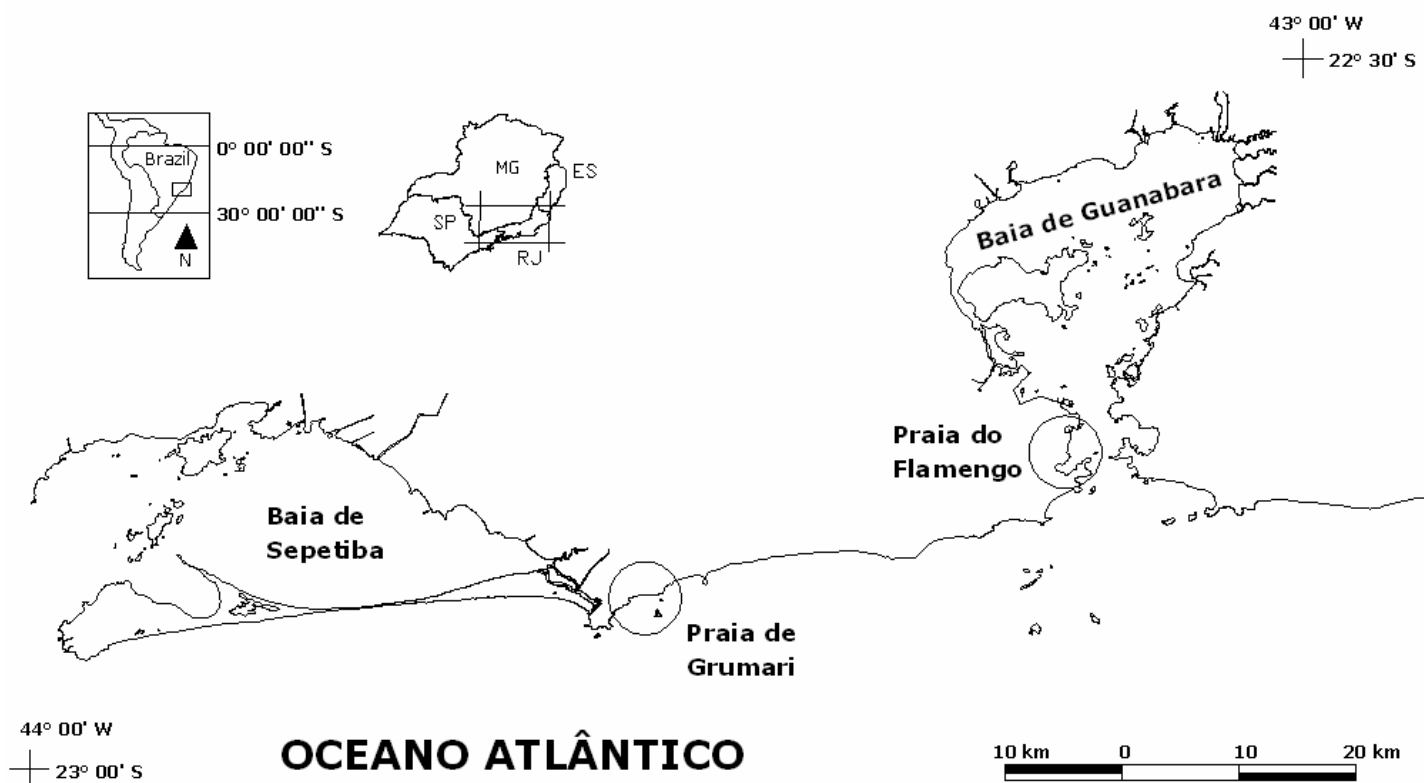 43° 00' W
22° 30' S
Brazil
0° 00' 00" S
30° 00' 00" S
N
MG
ES
SP
RJ
Baia de Guanabara
Praia do
Flamengo
Baia de
Sepetiba
Praia de
Grumari
44° 00' W
23° 00' S
OCEANO ATLÂNTICO
10 km 0 10 20 km